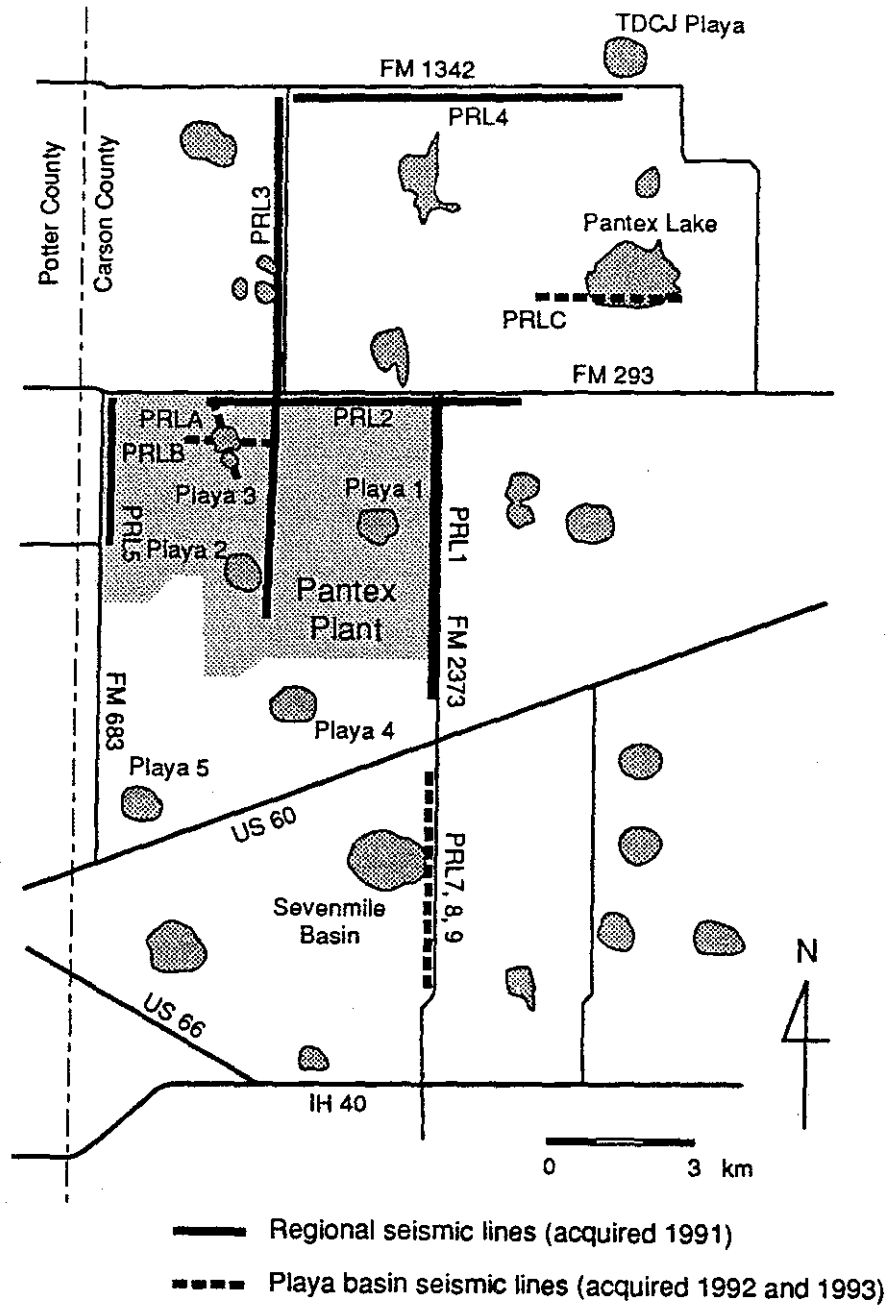 TDCJ Playa
FM 1342
PRL4
Potter County
Carson County
PRL3
Pantex Lake
PRLC
FM 293
PRLA
PRL2
PRLB
Playa 3
Playa 1
PRL1
PRL5
Playa 2
Pantex
Plant
FM 2373
FM 683
Playa 4
Playa 5
US 60
PRL7, 8, 9
Sevenmile
Basin
N
US 66
IH 40
0 3 km
Regional seismic lines (acquired 1991)
Playa basin seismic lines (acquired 1992 and 1993)